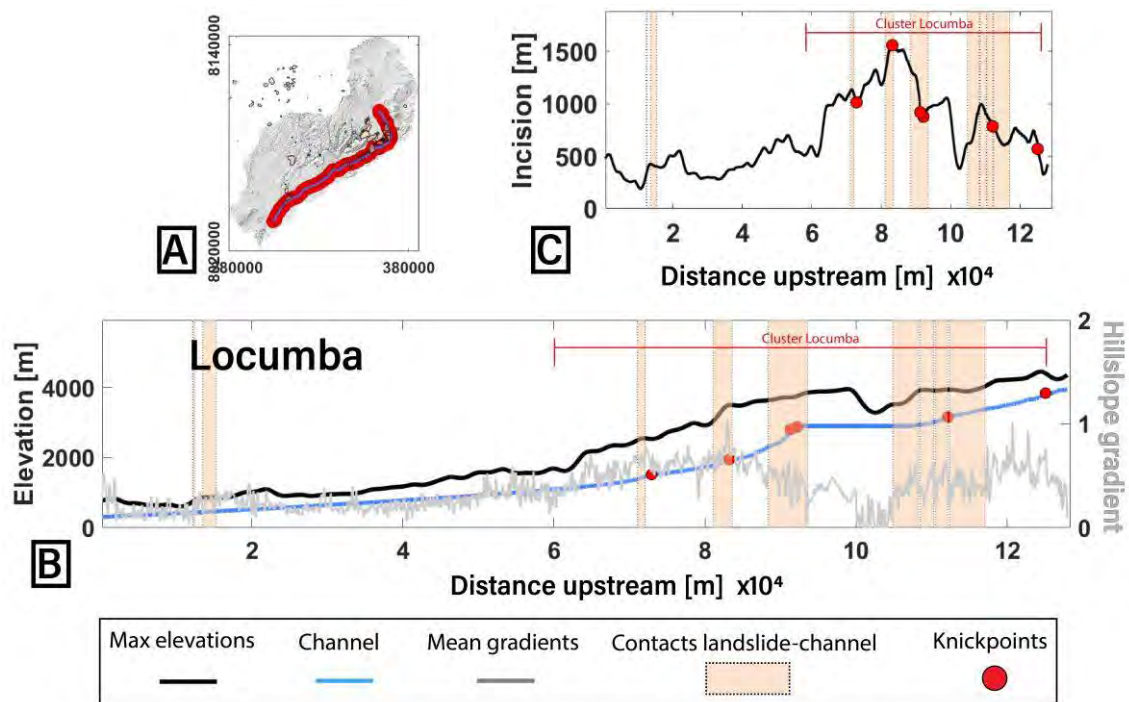 8140000
8020000
280000
380000
A
Incision [m]
1500
1000
500
0
Cluster Locumba
2
4
6
8
10
12
C
Distance upstream [m] x10⁴
Locumba
Elevation [m]
4000
2000
0
Cluster Locumba
2
1
0
Hillslope gradient
2
4
6
8
10
12
B
Distance upstream [m] x10⁴
Max elevations
Channel
Mean gradients
Contacts landslide-channel
Knickpoints